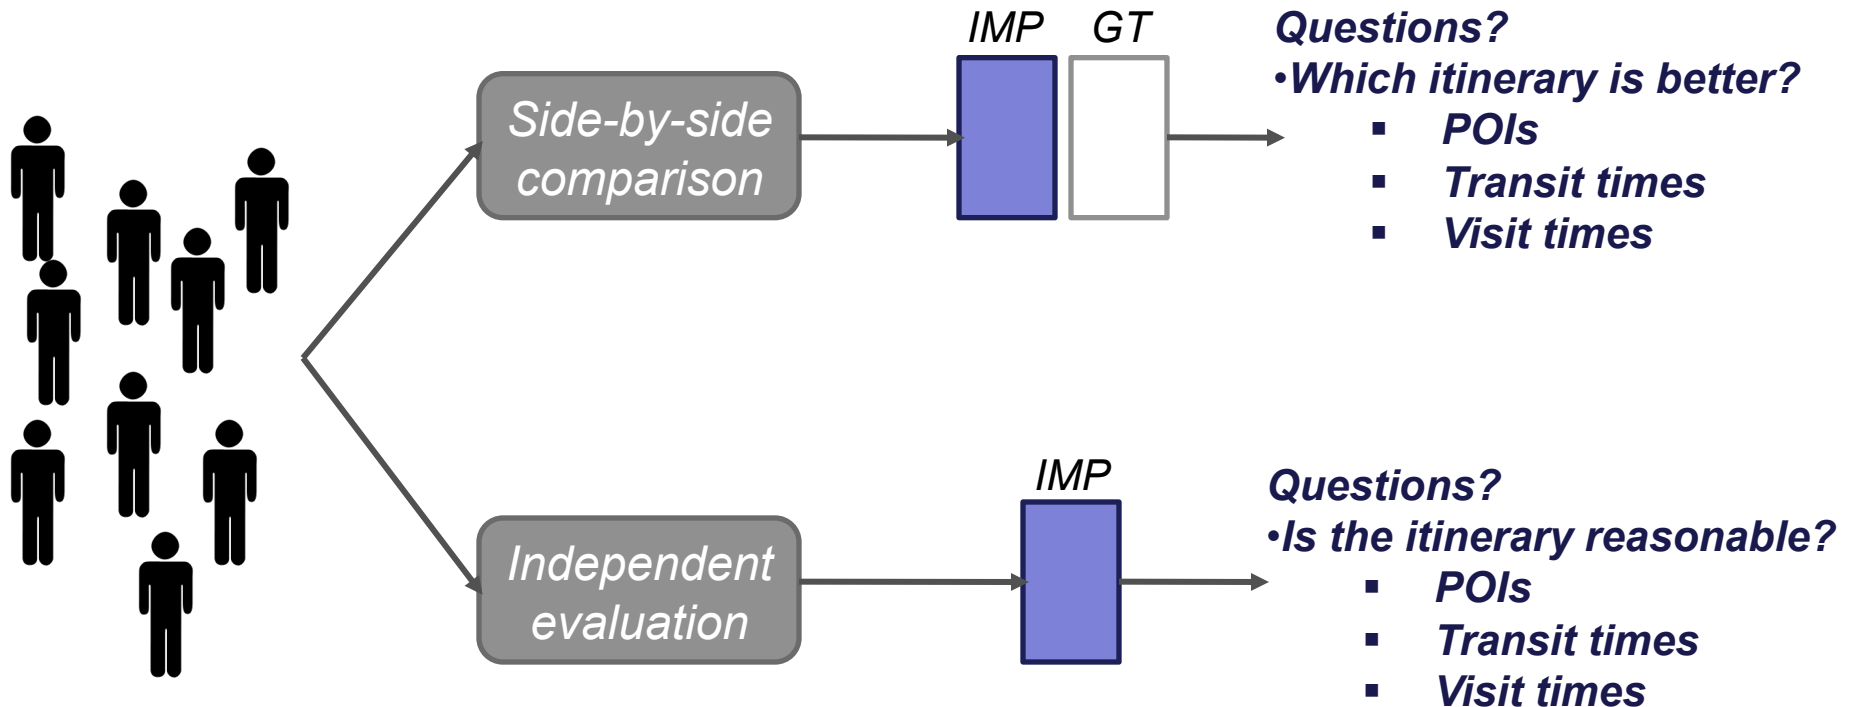 Side-by-side
comparison
IMP
GT
Questions?
•Which itinerary is better?
▪ POIs
▪ Transit times
▪ Visit times
Independent
evaluation
IMP
Questions?
•Is the itinerary reasonable?
▪ POIs
▪ Transit times
▪ Visit times